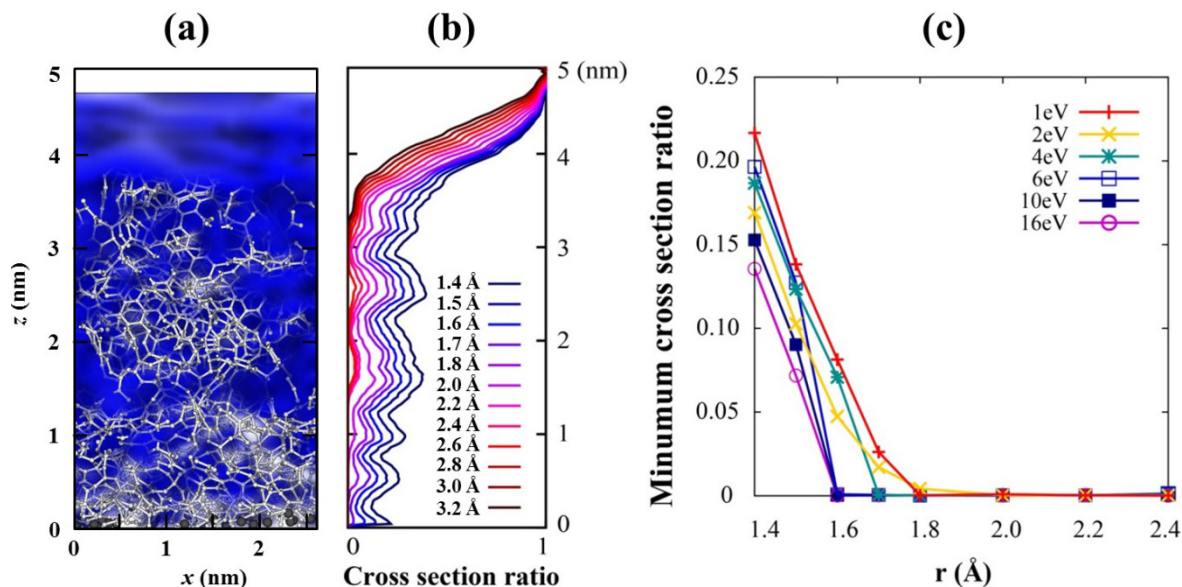 (a)
(b)
(c)
5
4
3
2
1
0
z (nm)
0
1
2
x (nm)
5 (nm)
4
3
2
1
0
1.4 Å
1.5 Å
1.6 Å
1.7 Å
1.8 Å
2.0 Å
2.2 Å
2.4 Å
2.6 Å
2.8 Å
3.0 Å
3.2 Å
0
1
Cross section ratio
Minumum cross section ratio
0.25
0.20
0.15
0.10
0.05
0
1eV
2eV
4eV
6eV
10eV
16eV
1.4
1.6
1.8
2.0
2.2
2.4
r (Å)